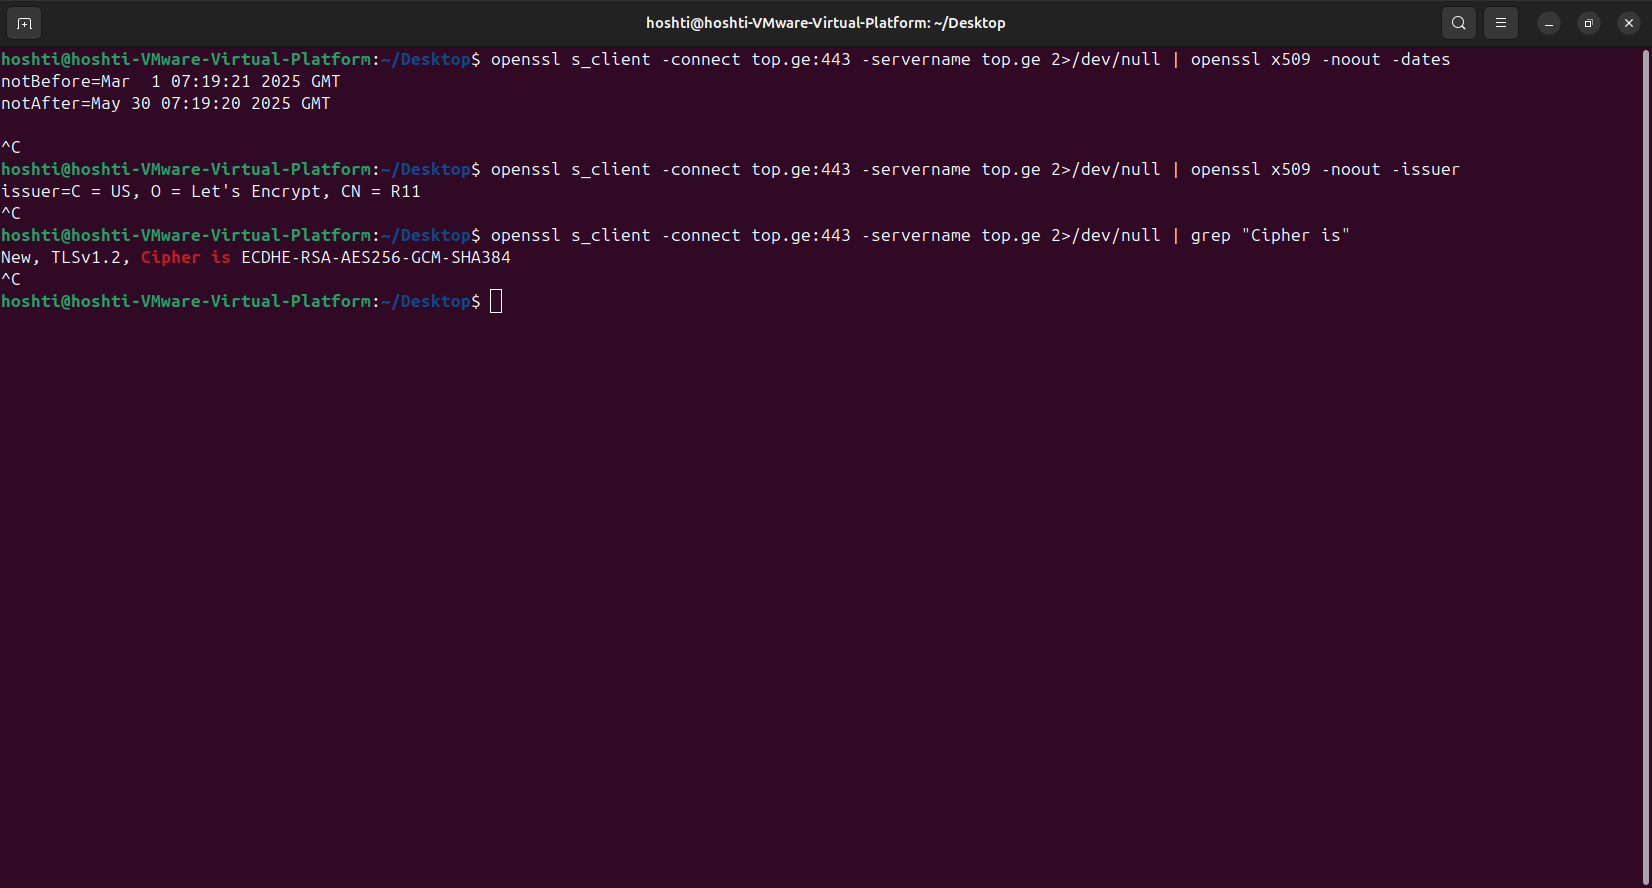 hoshti@hoshti-VMware-Virtual-Platform: ~/Desktop
hoshti@hoshti-VMware-Virtual-Platform:~/Desktop$ openssl s_client -connect top.ge:443 -servername top.ge 2>/dev/null | openssl x509 -noout -dates
notBefore=Mar  1 07:19:21 2025 GMT
notAfter=May 30 07:19:20 2025 GMT
^C
hoshti@hoshti-VMware-Virtual-Platform:~/Desktop$ openssl s_client -connect top.ge:443 -servername top.ge 2>/dev/null | openssl x509 -noout -issuer
issuer=C = US, O = Let's Encrypt, CN = R11
^C
hoshti@hoshti-VMware-Virtual-Platform:~/Desktop$ openssl s_client -connect top.ge:443 -servername top.ge 2>/dev/null | grep "Cipher is"
New, TLSv1.2, Cipher is ECDHE-RSA-AES256-GCM-SHA384
^C
hoshti@hoshti-VMware-Virtual-Platform:~/Desktop$